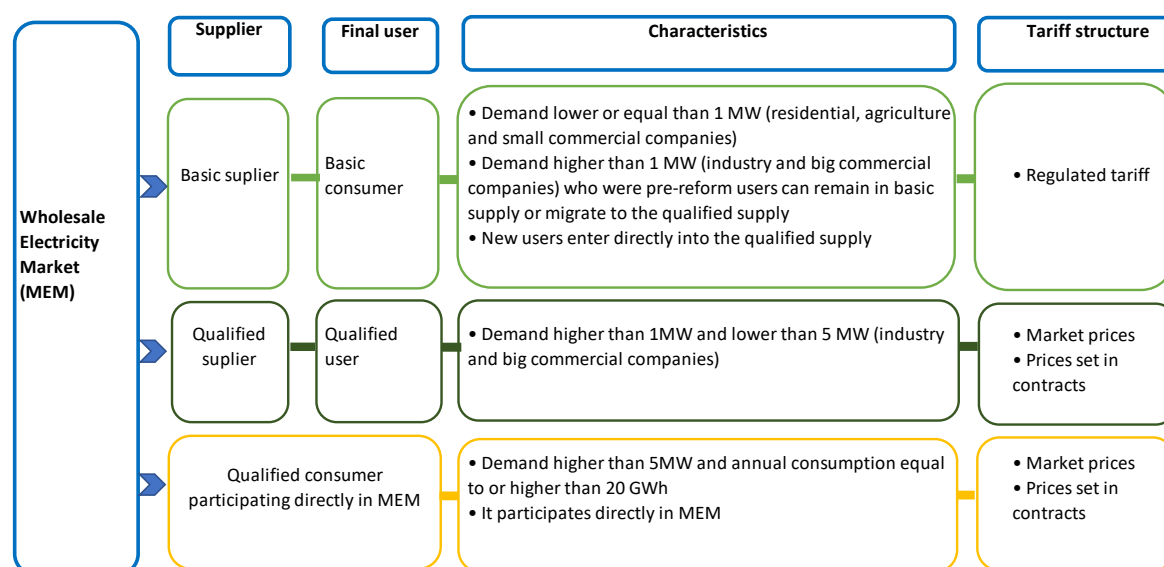 Supplier
Final user
Characteristics
Tariff structure
Wholesale
Electricity
Market
(MEM)
Basic suplier
Basic
consumer
• Demand lower or equal than 1 MW (residential, agriculture
and small commercial companies)
• Demand higher than 1 MW (industry and big commercial
companies) who were pre-reform users can remain in basic
supply or migrate to the qualified supply
• New users enter directly into the qualified supply
• Regulated tariff
Qualified
suplier
Qualified
user
• Demand higher than 1MW and lower than 5 MW (industry
and big commercial companies)
• Market prices
• Prices set in
contracts
Qualified consumer
participating directly in MEM
• Demand higher than 5MW and annual consumption equal
to or higher than 20 GWh
• It participates directly in MEM
• Market prices
• Prices set in
contracts